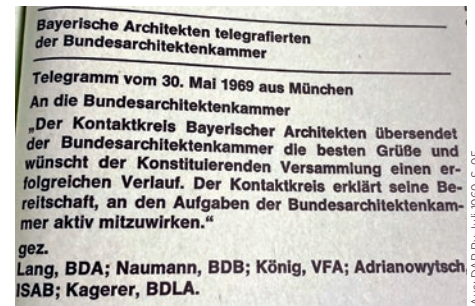 Bayerische Architekten telegrafierten
der Bundesarchitektenkammer
Telegramm vom 30. Mai 1969 aus München
An die Bundesarchitektenkammer
„Der Kontaktkreis Bayerischer Architekten übersendet
der Bundesarchitektenkammer die besten Grüße und
wünscht der Konstituierenden Versammlung einen er-
folgreichen Verlauf. Der Kontaktkreis erklärt seine Be-
reitschaft, an den Aufgaben der Bundesarchitektenkam-
mer aktiv mitzuwirken.“
gez.
Lang, BDA; Naumann, BDB; König, VFA; Adrianowytsch
ISAB; Kagerer, BDLA.